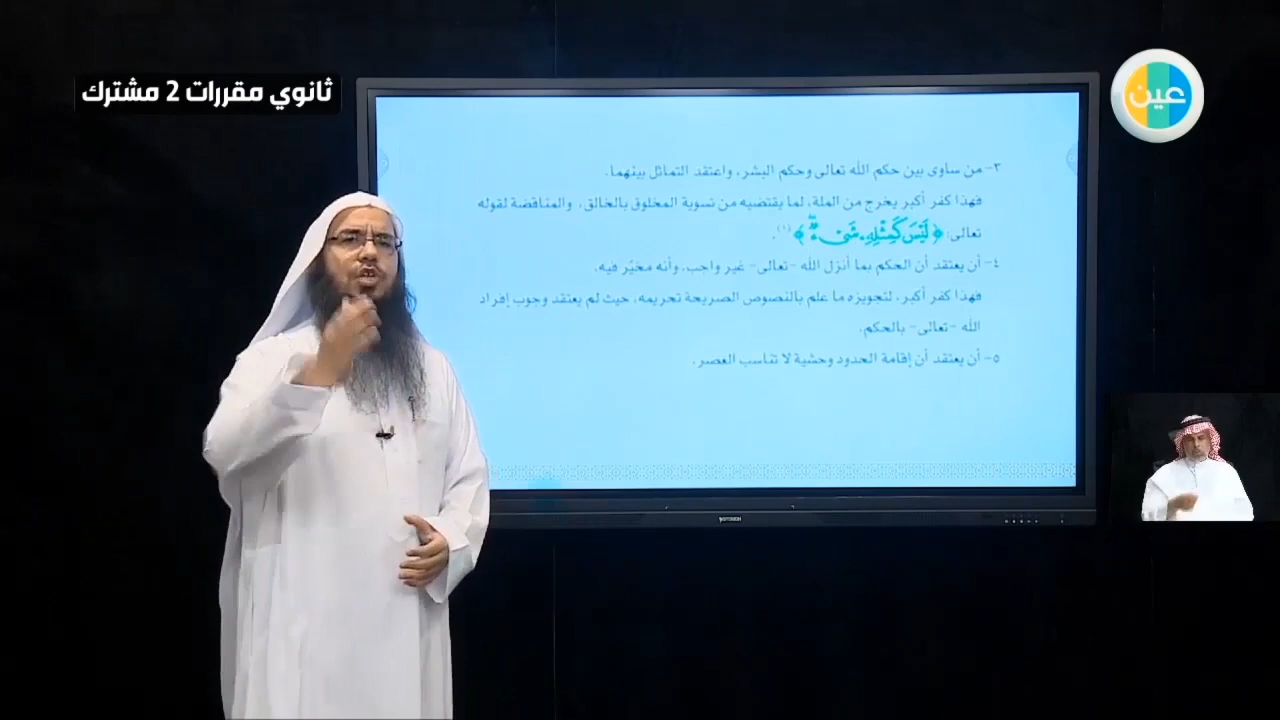 ثانوي مقررات 2 مشترك
عين
٣- من ساوى بين حكم الله تعالى وحكم البشر، واعتقد التماثل بينهما.
فهذا كفر أكبر يخرج من الملة، لما يقتضيه من تسوية المخلوق بالخالق، والمناقضة لقوله
تعالى: ﴿لَيْسَ كَمِثْلِهِۦ شَىْءٌ﴾ (١).
٤- أن يعتقد أن الحكم بما أنزل الله -تعالى- غير واجب، وأنه مخيّر فيه.
فهذا كفر أكبر، لتجويزه ما علم بالنصوص الصريحة تحريمه، حيث لم يعتقد وجوب إفراد
الله -تعالى- بالحكم.
٥- أن يعتقد أن إقامة الحدود وحشية لا تناسب العصر.